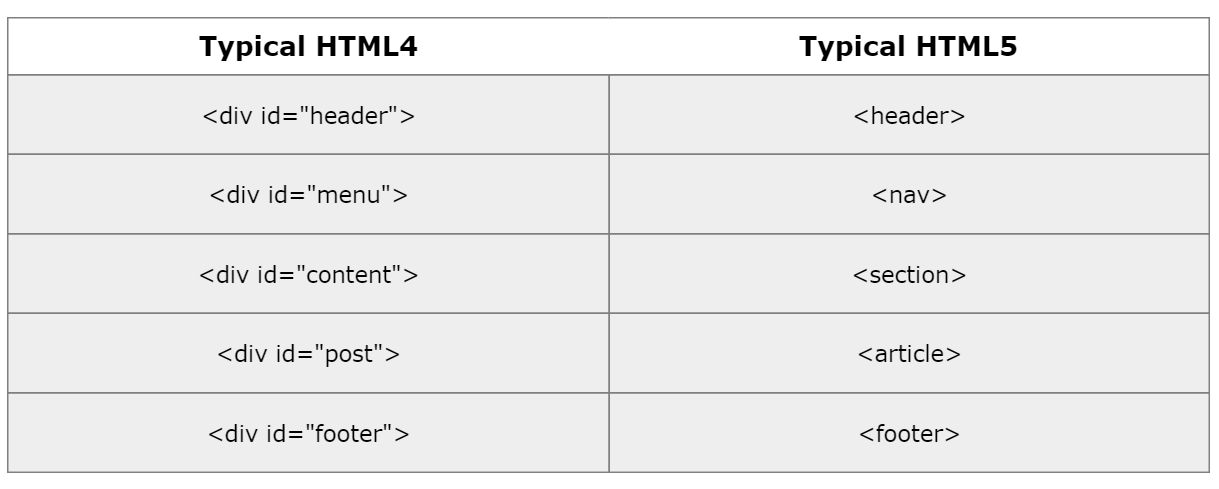 Typical HTML4 Typical HTML5
<div id="header"> <header>
<div id="menu"> <nav>
<div id="content"> <section>
<div id="post"> <article>
<div id="footer"> <footer>